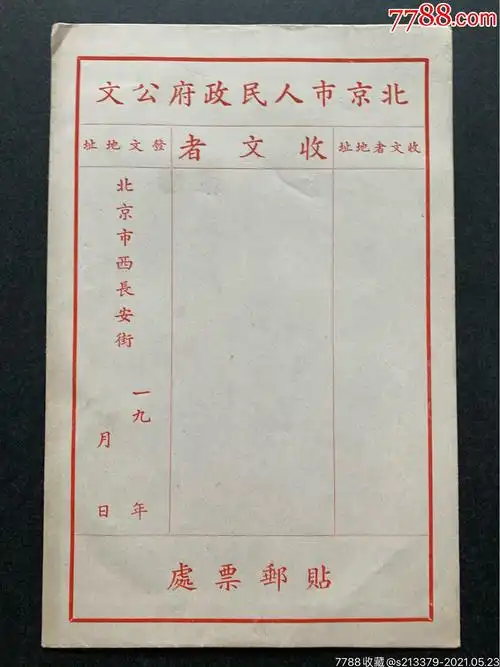 7788.com
北京市人民政府公文
收文者地址
收文者
發文地址
北京市西長安街
一九　年
月　日
貼郵票處
7788收藏@s213379-2021.05.23